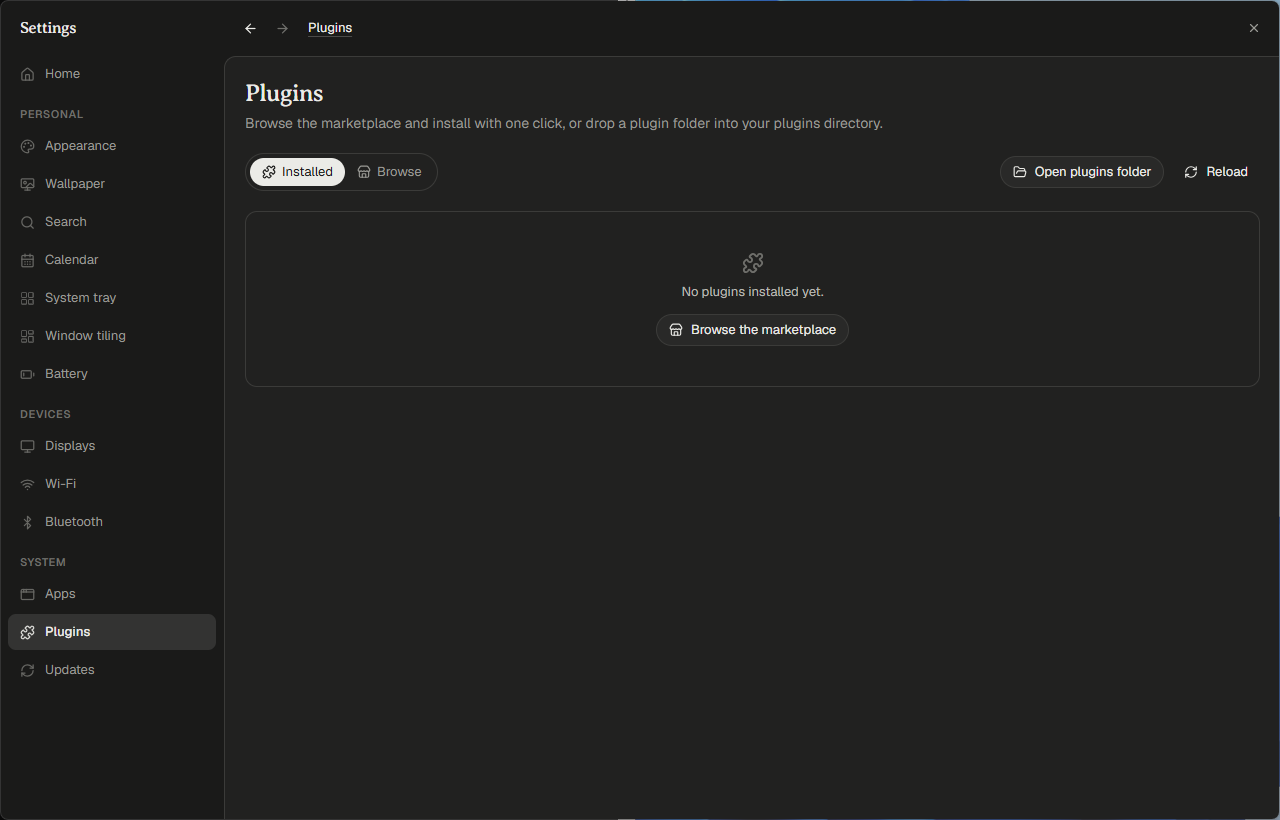 Settings
Plugins
Home
PERSONAL
Appearance
Wallpaper
Search
Calendar
System tray
Window tiling
Battery
DEVICES
Displays
Wi-Fi
Bluetooth
SYSTEM
Apps
Plugins
Updates
Plugins
Browse the marketplace and install with one click, or drop a plugin folder into your plugins directory.
Installed
Browse
Open plugins folder
Reload
No plugins installed yet.
Browse the marketplace